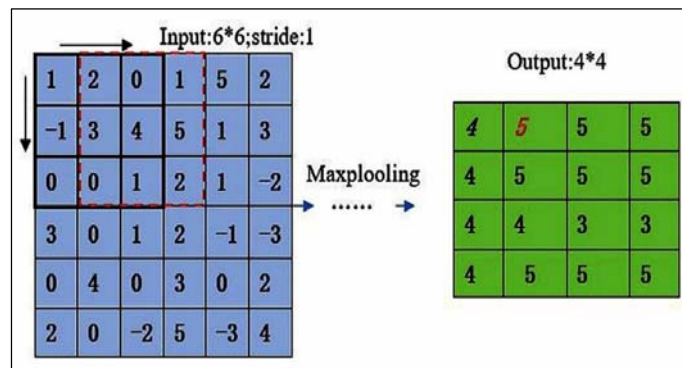 Input:6*6;stride:1
1 2 0 1 5 2
-1 3 4 5 1 3
0 0 1 2 1 -2
3 0 1 2 -1 -3
0 4 0 3 0 2
2 0 -2 5 -3 4
Maxplooling
......
Output:4*4
4 5 5 5
4 5 5 5
4 4 3 3
4 5 5 5